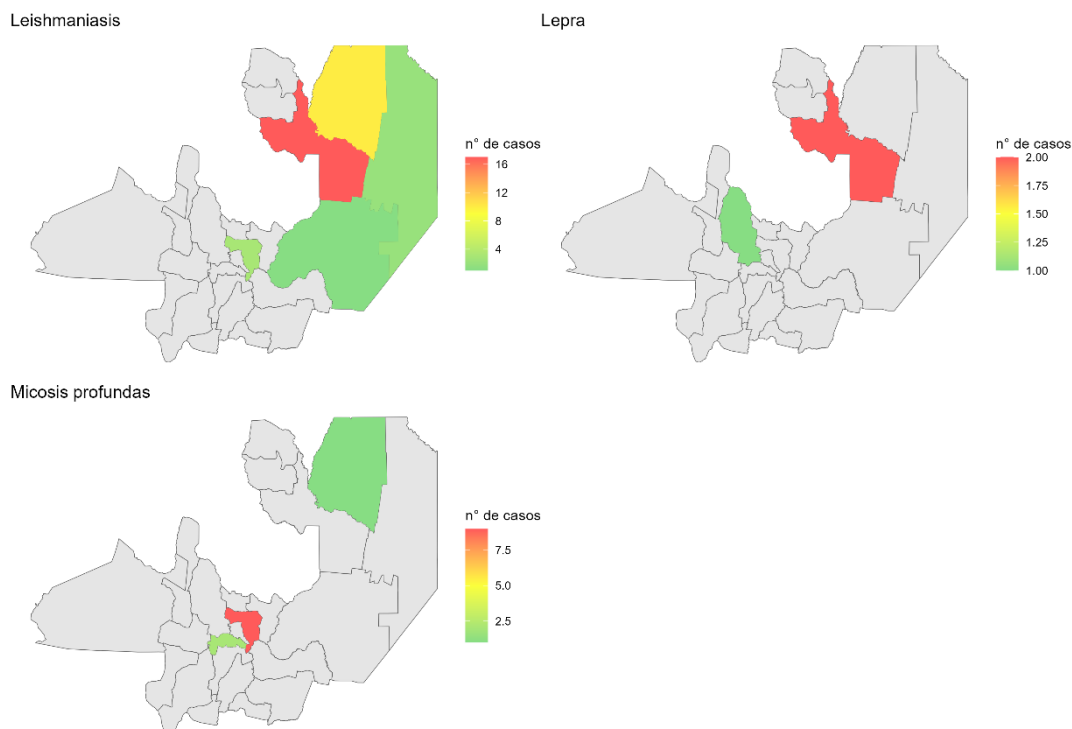 Leishmaniasis
n° de casos
16
12
8
4
Lepra
n° de casos
2.00
1.75
1.50
1.25
1.00
Micosis profundas
n° de casos
7.5
5.0
2.5